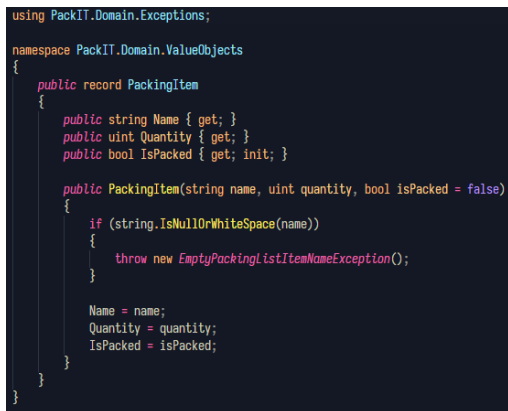 using PackIT.Domain.Exceptions;
namespace PackIT.Domain.ValueObjects
{
    public record PackingItem
    {
        public string Name { get; }
        public uint Quantity { get; }
        public bool IsPacked { get; init; }
        public PackingItem(string name, uint quantity, bool isPacked = false)
        {
            if (string.IsNullOrWhiteSpace(name))
            {
                throw new EmptyPackingListItemNameException();
            }
            Name = name;
            Quantity = quantity;
            IsPacked = isPacked;
        }
    }
}